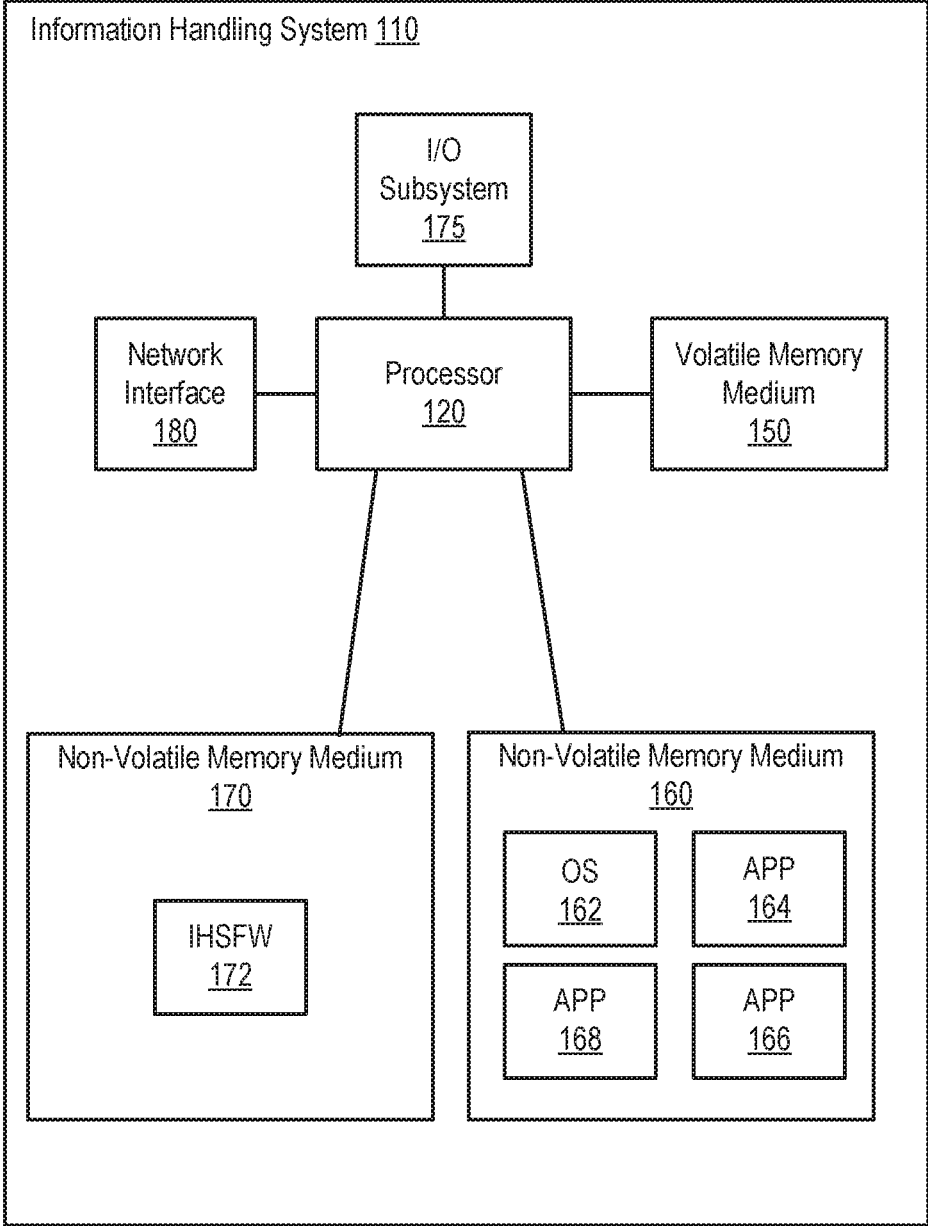 Information Handling System 110
I/O
Subsystem
175
Network
Interface
180
Processor
120
Volatile Memory
Medium
150
Non-Volatile Memory Medium
170
IHSFW
172
Non-Volatile Memory Medium
160
OS
162
APP
164
APP
168
APP
166